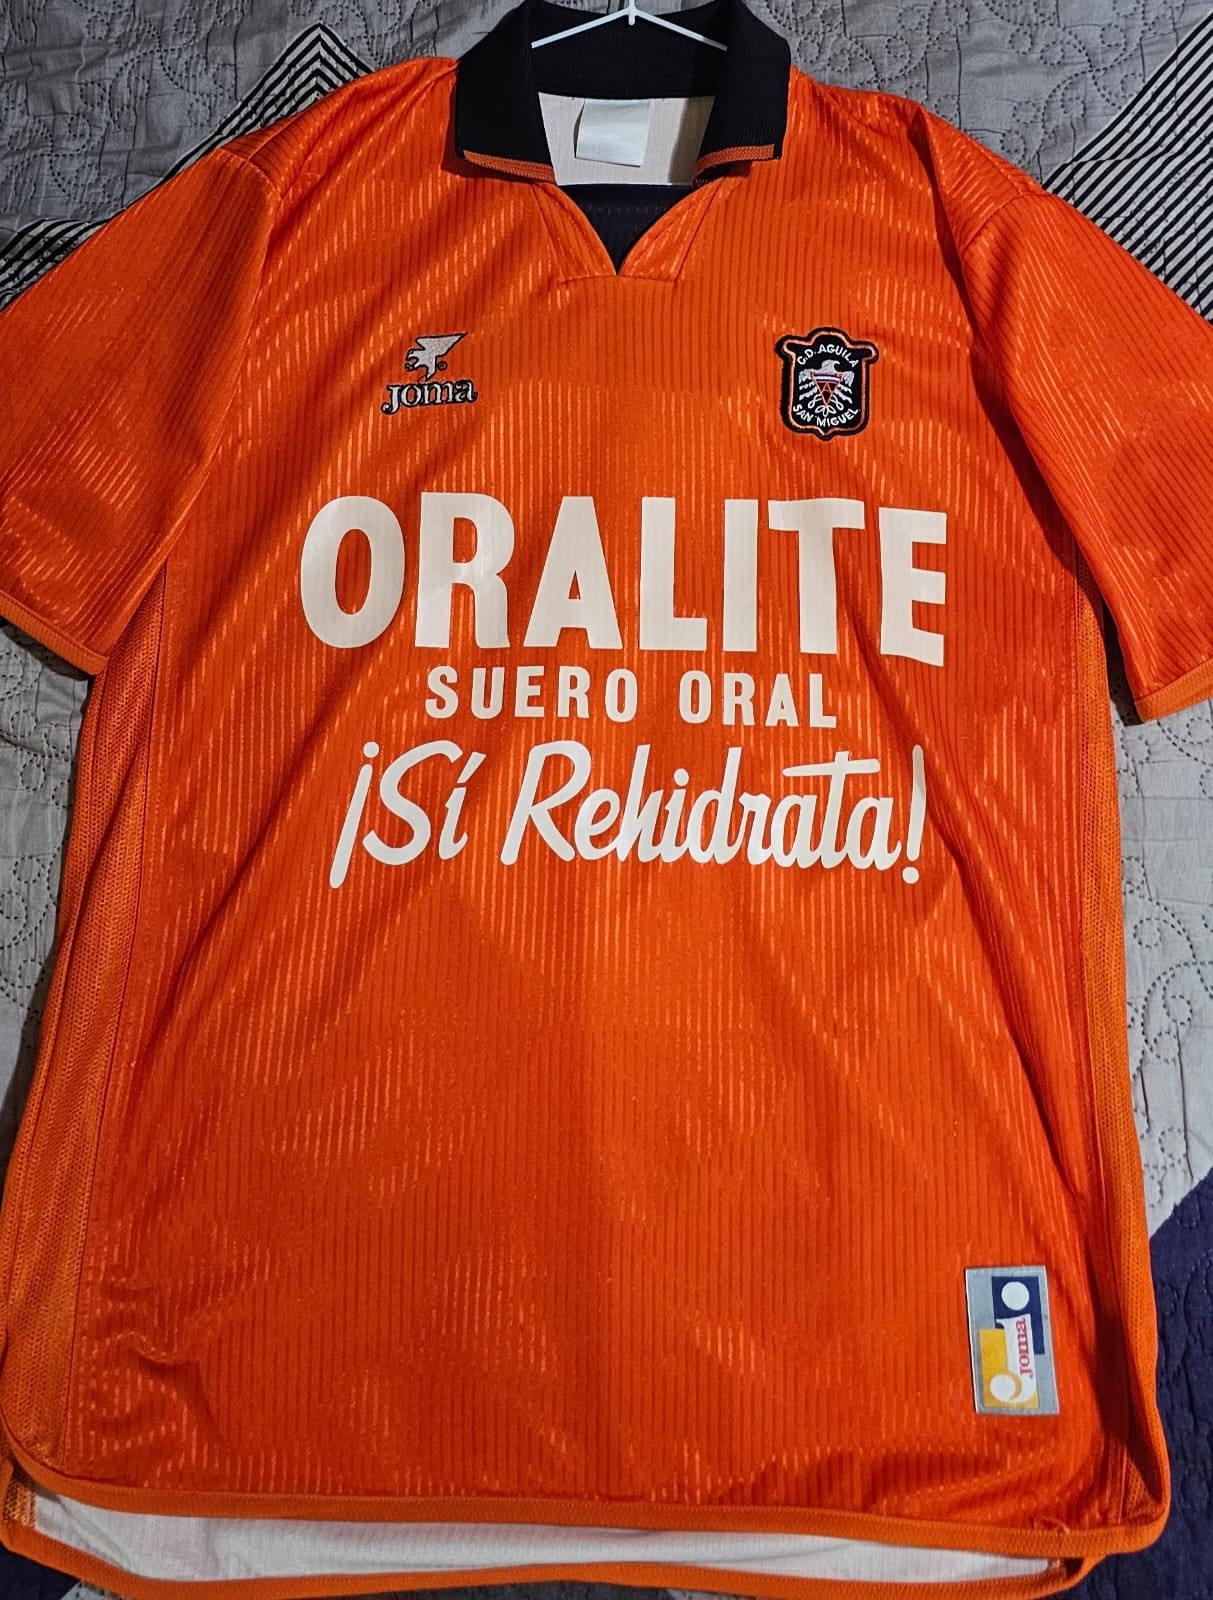 Joma
C.D. AGUILA
SAN MIGUEL
ORALITE
SUERO ORAL
¡Sí Rehidrata!
Joma